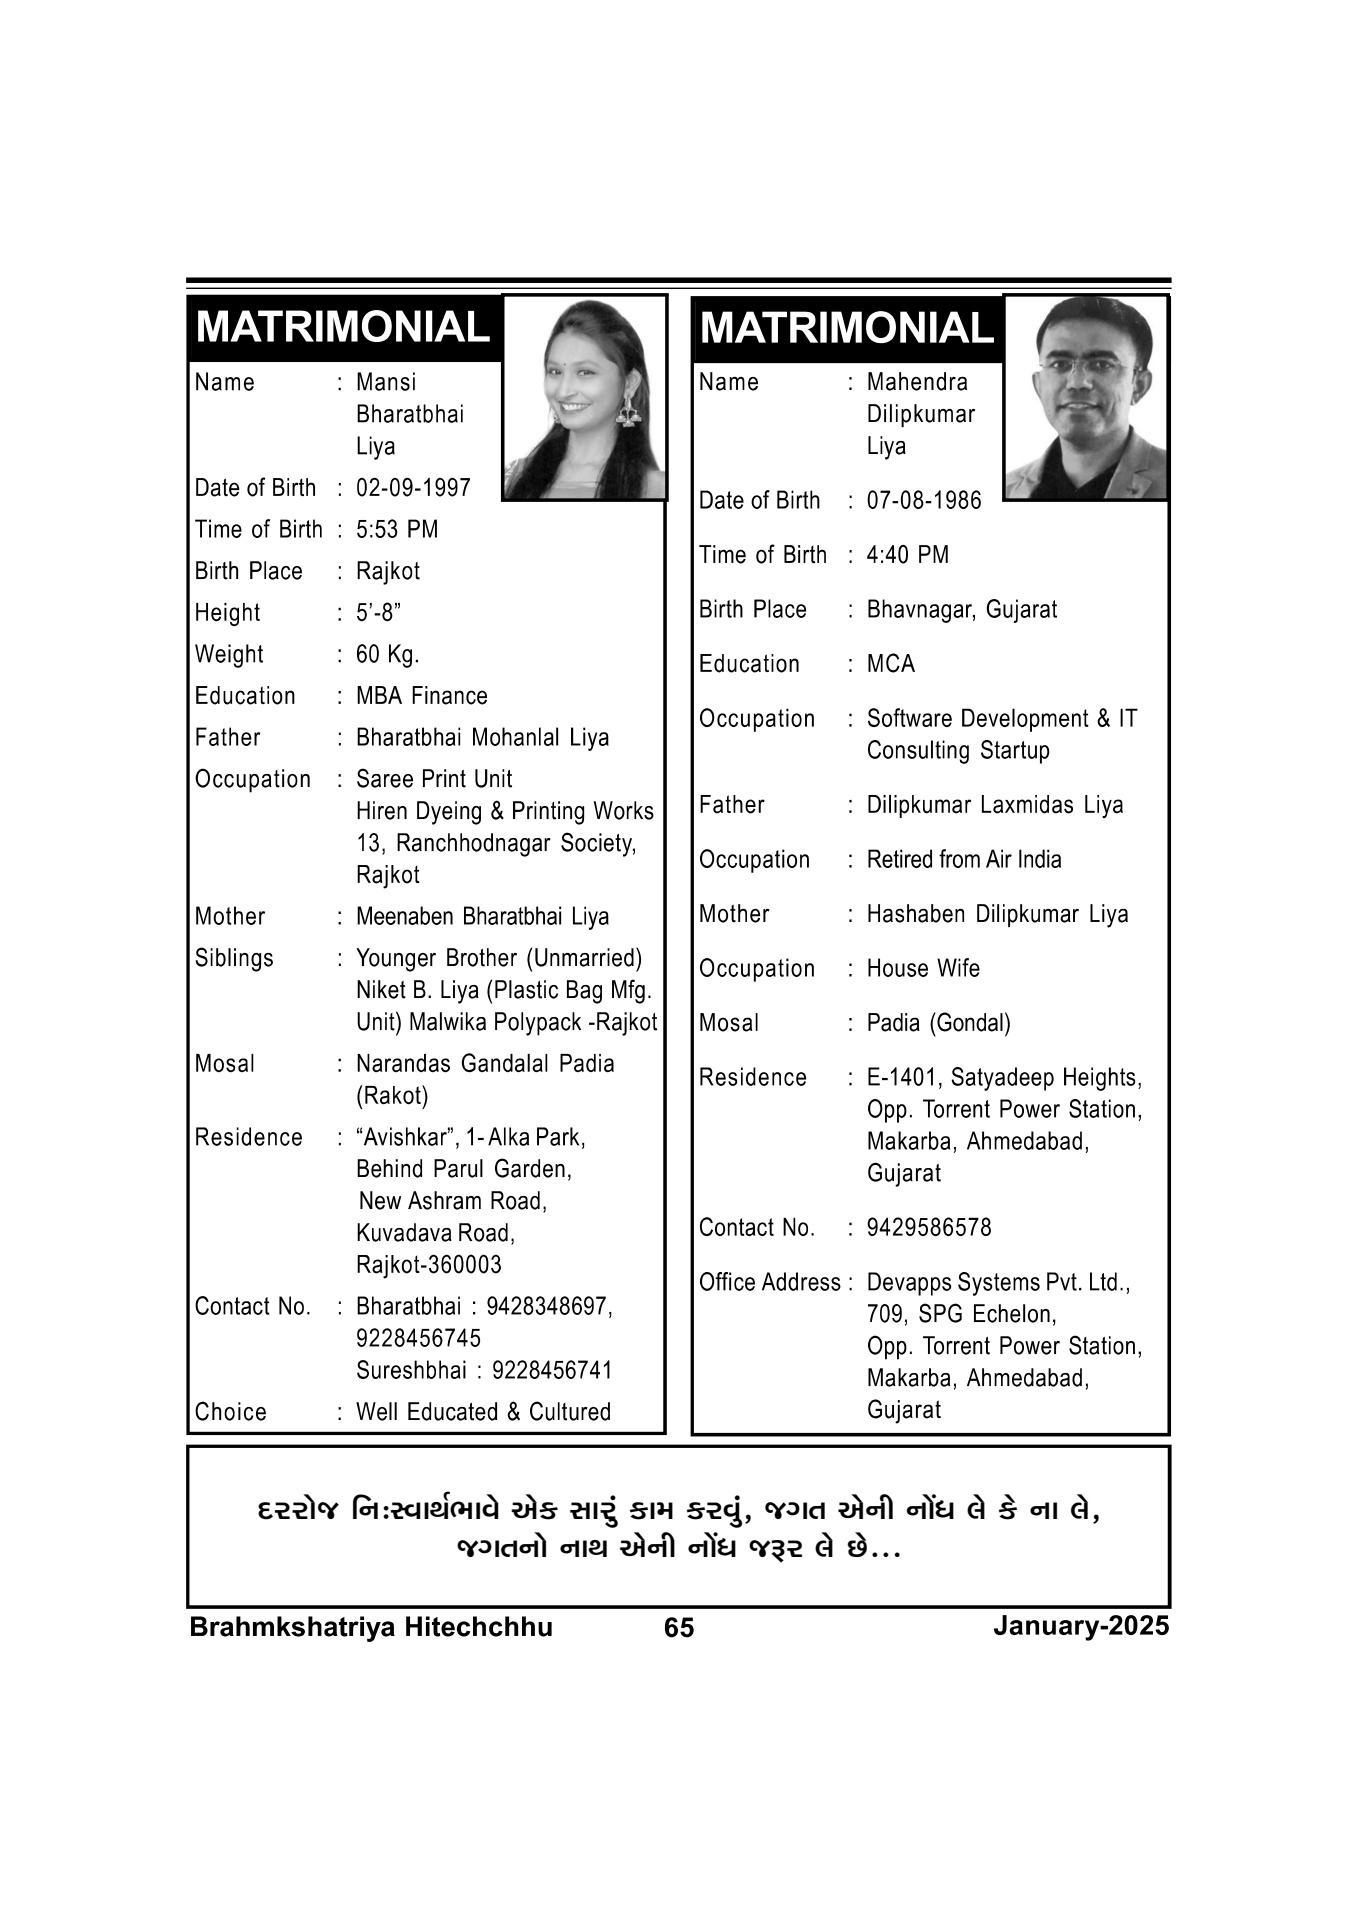 MATRIMONIAL
Name : Mansi
Bharatbhai
Liya
Date of Birth : 02-09-1997
Time of Birth : 5:53 PM
Birth Place : Rajkot
Height : 5’-8”
Weight : 60 Kg.
Education : MBA Finance
Father : Bharatbhai Mohanlal Liya
Occupation : Saree Print Unit
Hiren Dyeing & Printing Works
13, Ranchhodnagar Society,
Rajkot
Mother : Meenaben Bharatbhai Liya
Siblings : Younger Brother (Unmarried)
Niket B. Liya (Plastic Bag Mfg.
Unit) Malwika Polypack -Rajkot
Mosal : Narandas Gandalal Padia
(Rakot)
Residence : “Avishkar”, 1- Alka Park,
Behind Parul Garden,
New Ashram Road,
Kuvadava Road,
Rajkot-360003
Contact No. : Bharatbhai : 9428348697,
9228456745
Sureshbhai : 9228456741
Choice : Well Educated & Cultured
MATRIMONIAL
Name : Mahendra
Dilipkumar
Liya
Date of Birth : 07-08-1986
Time of Birth : 4:40 PM
Birth Place : Bhavnagar, Gujarat
Education : MCA
Occupation : Software Development & IT
Consulting Startup
Father : Dilipkumar Laxmidas Liya
Occupation : Retired from Air India
Mother : Hashaben Dilipkumar Liya
Occupation : House Wife
Mosal : Padia (Gondal)
Residence : E-1401, Satyadeep Heights,
Opp. Torrent Power Station,
Makarba, Ahmedabad,
Gujarat
Contact No. : 9429586578
Office Address : Devapps Systems Pvt. Ltd.,
709, SPG Echelon,
Opp. Torrent Power Station,
Makarba, Ahmedabad,
Gujarat
દરરોજ નિ:સ્વાર્થભાવે એક સારું કામ કરવું, જગત એની નોંધ લે કે ના લે,
જગતનો નાથ એની નોંધ જરૂર લે છે...
Brahmkshatriya Hitechchhu 65 January-2025